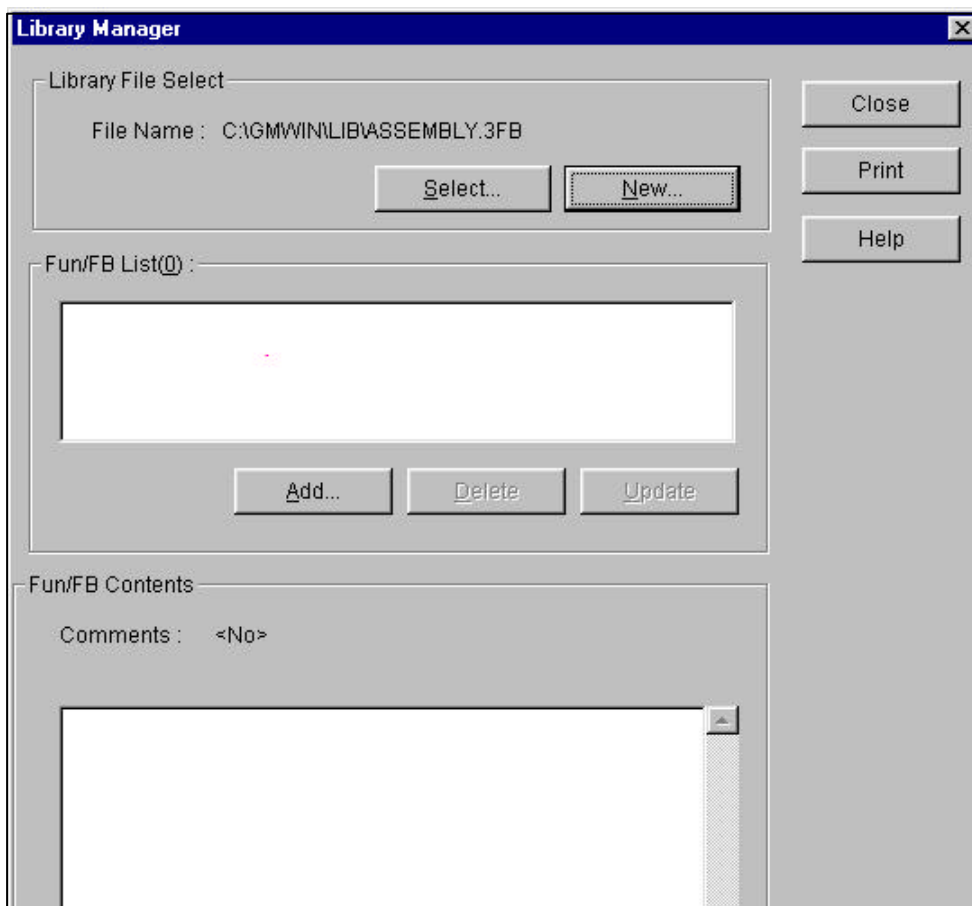 Library Manager
Library File Select
File Name : C:\GMWIN\LIB\ASSEMBLY.3FB
Select... New...
Close
Print
Help
Fun/FB List(0) :
Add... Delete Update
Fun/FB Contents
Comments : <No>